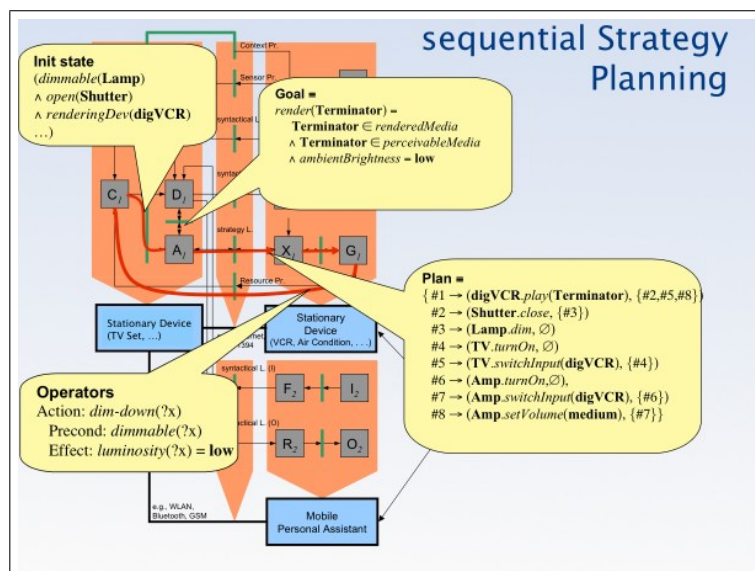 sequential Strategy
Planning
Init state
(dimmable(Lamp)
∧ open(Shutter)
∧ renderingDev(digVCR)
…)
Context Pr.
Sensor Pr.
Goal ≡
render(Terminator) =
Terminator ∈ renderedMedia
∧ Terminator ∈ perceivableMedia
∧ ambientBrightness = low
syntactical L.
C1
D1
A1
strategy L.
X1
G1
Resource Pr.
Stationary Device
(TV Set, ...)
Stationary
Device
(VCR, Air Condition, . . .)
1394
Plan ≡
{ #1 → (digVCR.play(Terminator), {#2,#5,#8})
#2 → (Shutter.close, {#3})
#3 → (Lamp.dim, ∅)
#4 → (TV.turnOn, ∅)
#5 → (TV.switchInput(digVCR), {#4})
#6 → (Amp.turnOn,∅),
#7 → (Amp.switchInput(digVCR), {#6})
#8 → (Amp.setVolume(medium), {#7}}
Operators
Action: dim-down(?x)
Precond: dimmable(?x)
Effect: luminosity(?x) = low
syntactical L. (I)
F2
I2
L. (O)
R2
O2
e.g., WLAN,
Bluetooth, GSM
Mobile
Personal Assistant